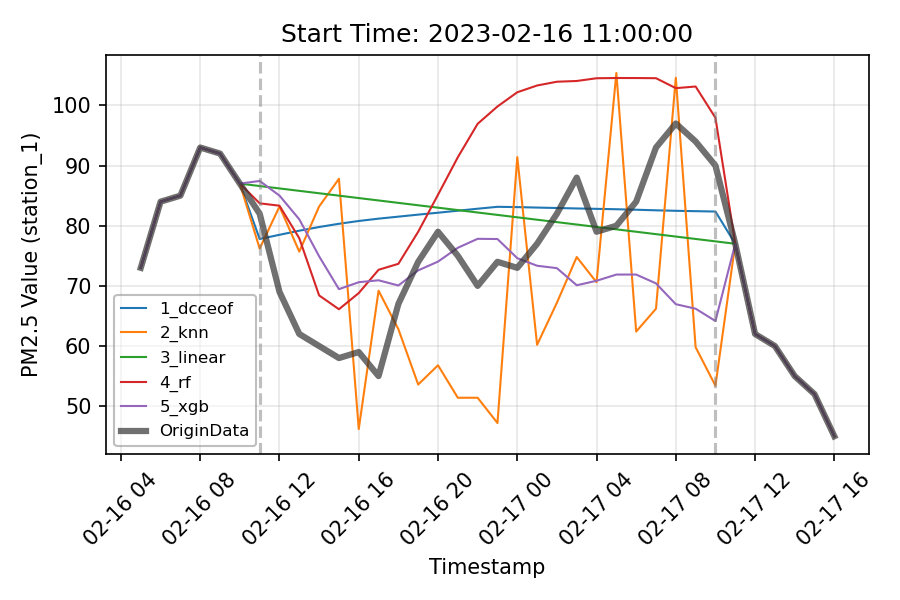 Start Time: 2023-02-16 11:00:00
PM2.5 Value (station_1)
100
90
80
70
60
50
1_dcceof
2_knn
3_linear
4_rf
5_xgb
OriginData
02-16 04
02-16 08
02-16 12
02-16 16
02-16 20
02-17 00
02-17 04
02-17 08
02-17 12
02-17 16
Timestamp